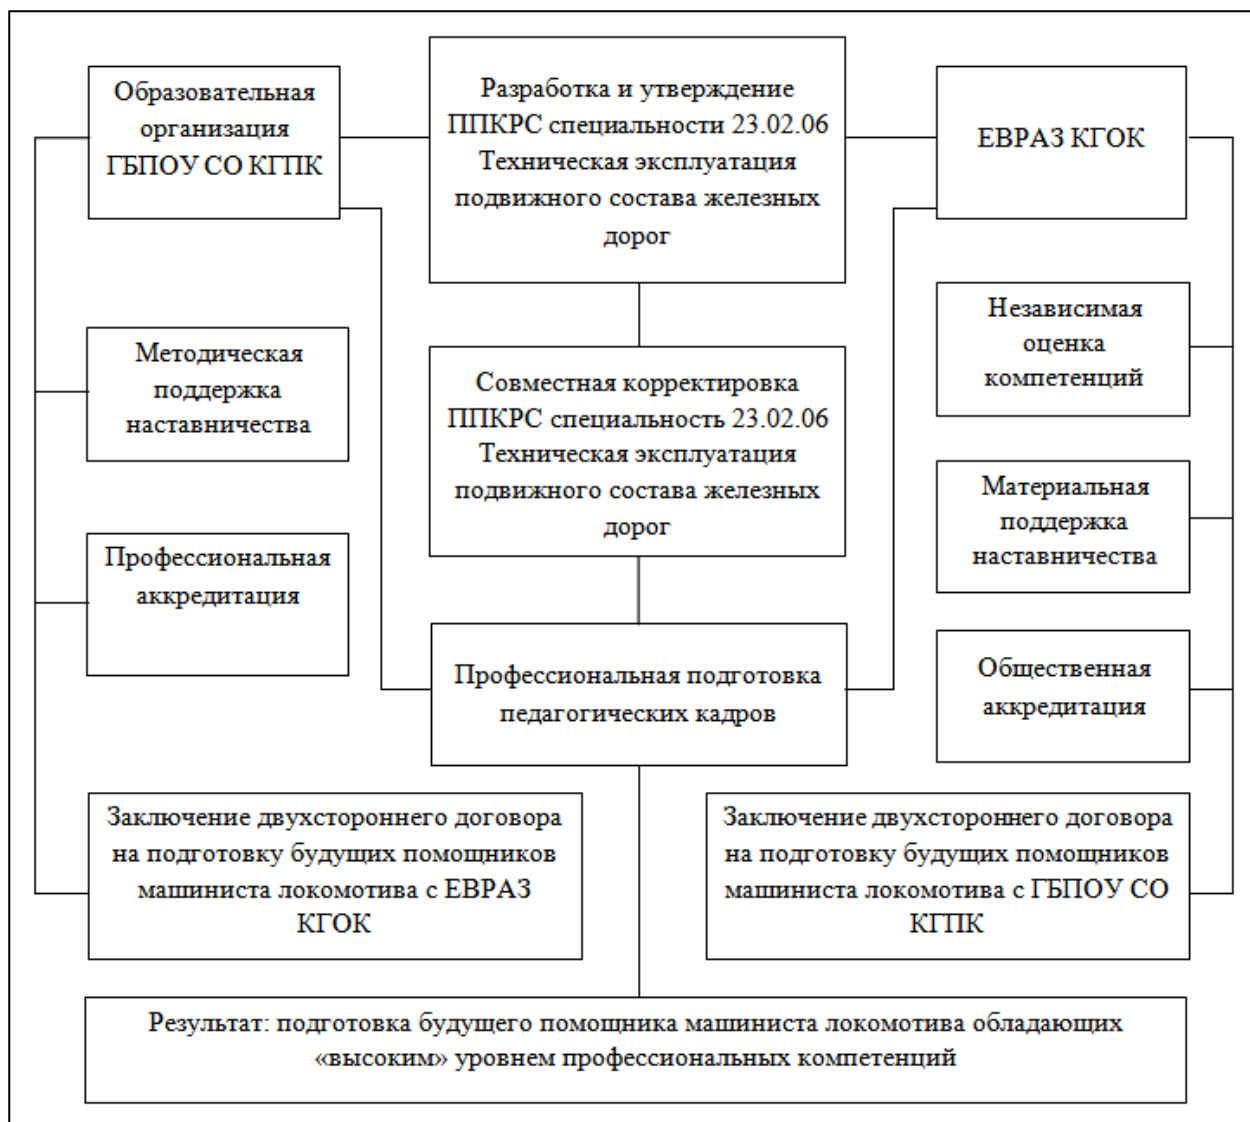 Образовательная
организация
ГБПОУ СО КГПК
Разработка и утверждение
ППКРС специальности 23.02.06
Техническая эксплуатация
подвижного состава железных
дорог
ЕВРАЗ КГОК
Методическая
поддержка
наставничества
Совместная корректировка
ППКРС специальность 23.02.06
Техническая эксплуатация
подвижного состава железных
дорог
Независимая
оценка
компетенций
Материальная
поддержка
наставничества
Профессиональная
аккредитация
Профессиональная подготовка
педагогических кадров
Общественная
аккредитация
Заключение двухстороннего договора
на подготовку будущих помощников
машиниста локомотива с ЕВРАЗ
КГОК
Заключение двухстороннего договора
на подготовку будущих помощников
машиниста локомотива с ГБПОУ СО
КГПК
Результат: подготовка будущего помощника машиниста локомотива обладающих
«высоким» уровнем профессиональных компетенций